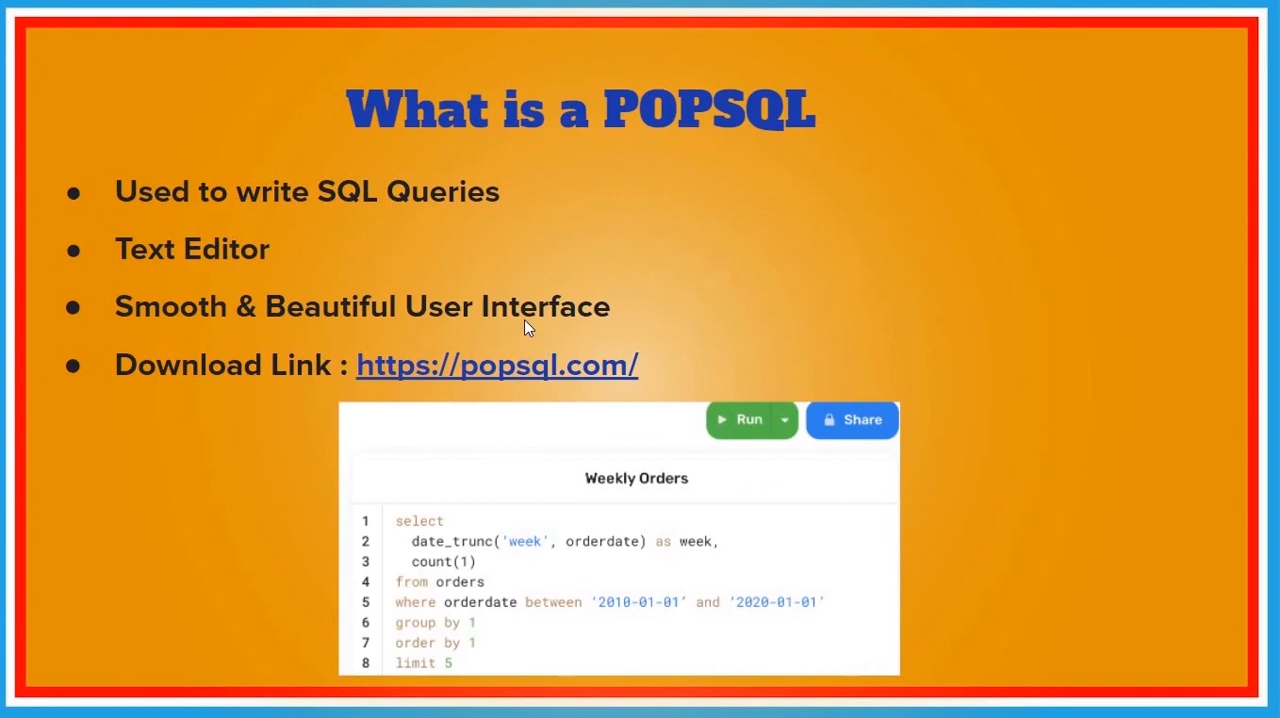 What is a POPSQL
● Used to write SQL Queries
● Text Editor
● Smooth & Beautiful User Interface
● Download Link : https://popsql.com/
Run Share
Weekly Orders
1 select
2 date_trunc('week', orderdate) as week,
3 count(1)
4 from orders
5 where orderdate between '2010-01-01' and '2020-01-01'
6 group by 1
7 order by 1
8 limit 5